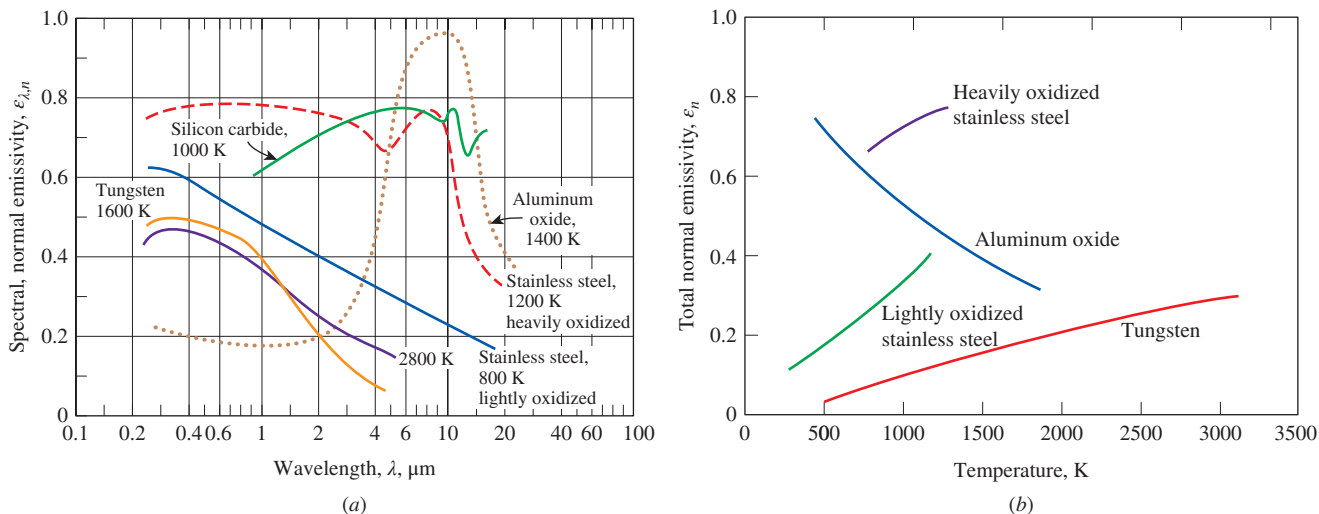 1.0
0.8
0.6
0.4
0.2
0
Spectral, normal emissivity, ελ,n
Silicon carbide,
1000 K
Tungsten
1600 K
Aluminum
oxide,
1400 K
Stainless steel,
1200 K
heavily oxidized
2800 K
Stainless steel,
800 K
lightly oxidized
0.1 0.2 0.4 0.6 1 2 4 6 10 20 40 60 100
Wavelength, λ, μm
(a)
1.0
0.8
0.6
0.4
0.2
0
Total normal emissivity, εn
Heavily oxidized
stainless steel
Aluminum oxide
Lightly oxidized
stainless steel
Tungsten
0 500 1000 1500 2000 2500 3000 3500
Temperature, K
(b)